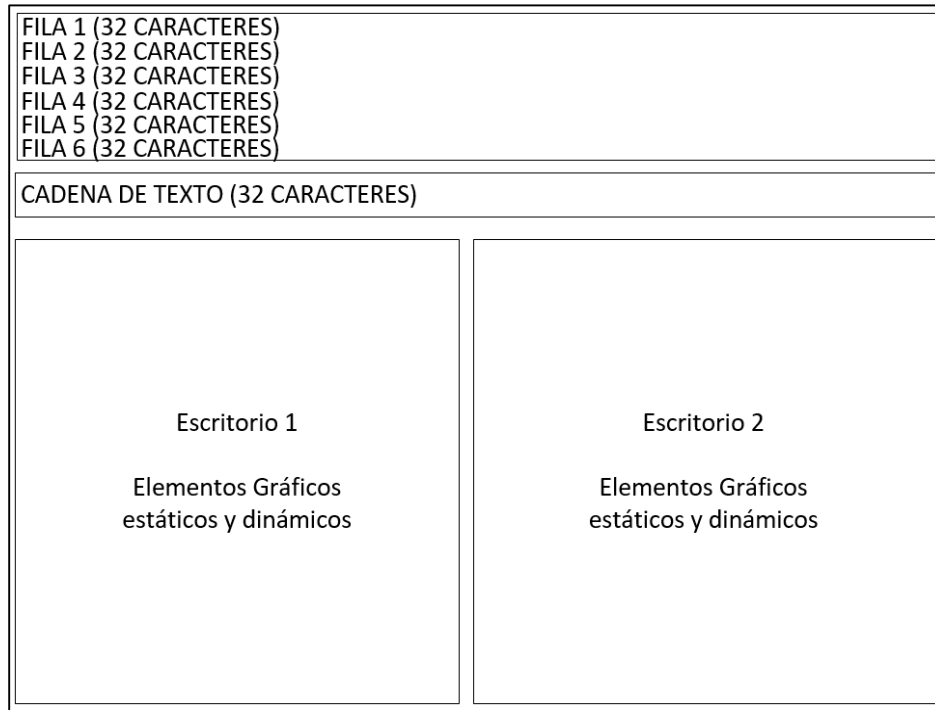 FILA 1 (32 CARACTERES)
FILA 2 (32 CARACTERES)
FILA 3 (32 CARACTERES)
FILA 4 (32 CARACTERES)
FILA 5 (32 CARACTERES)
FILA 6 (32 CARACTERES)
CADENA DE TEXTO (32 CARACTERES)
Escritorio 1
Elementos Gráficos
estáticos y dinámicos
Escritorio 2
Elementos Gráficos
estáticos y dinámicos